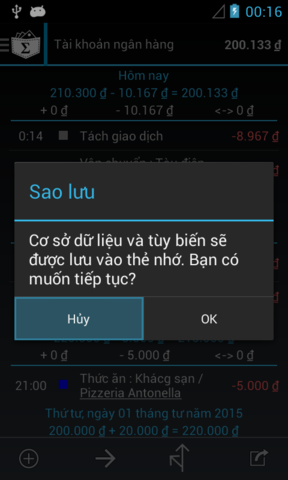 00:16
Tài khoản ngân hàng 200.133 ₫
Hôm nay
210.300 ₫ - 10.167 ₫ = 200.133 ₫
+ 0 ₫ - 10.167 ₫ <-> 0 ₫
0:14 Tách giao dịch -8.967 ₫
Sao lưu
Cơ sở dữ liệu và tùy biến sẽ
được lưu vào thẻ nhớ. Bạn có
muốn tiếp tục?
Hủy OK
+ 0 ₫ - 5.000 ₫ <-> 0 ₫
21:00 Thức ăn : Khácg sạn / -5.000 ₫
Pizzeria Antonella
Thứ tư, ngày 01 tháng tư năm 2015
200.000 ₫ + 20.000 ₫ = 220.000 ₫